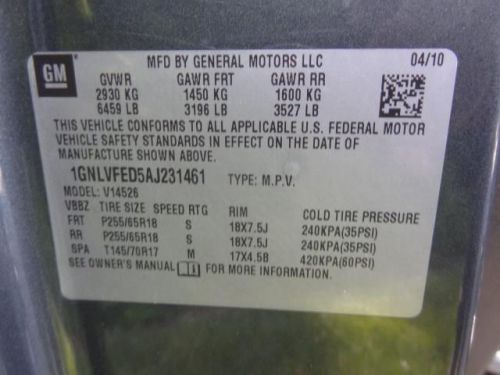 GM
MFD BY GENERAL MOTORS LLC 04/10
GVWR GAWR FRT GAWR RR
2930 KG 1450 KG 1600 KG
6459 LB 3196 LB 3527 LB
THIS VEHICLE CONFORMS TO ALL APPLICABLE U.S. FEDERAL MOTOR
VEHICLE SAFETY STANDARDS IN EFFECT ON THE DATE OF
MANUFACTURE SHOWN ABOVE.
1GNLVFED5AJ231461 TYPE: M.P.V.
MODEL: V14526
VBBZ TIRE SIZE SPEED RTG RIM COLD TIRE PRESSURE
FRT P255/65R18 S 18X7.5J 240KPA(35PSI)
RR P255/65R18 S 18X7.5J 240KPA(35PSI)
SPA T145/70R17 M 17X4.5B 420KPA(60PSI)
SEE OWNER'S MANUAL FOR MORE INFORMATION.